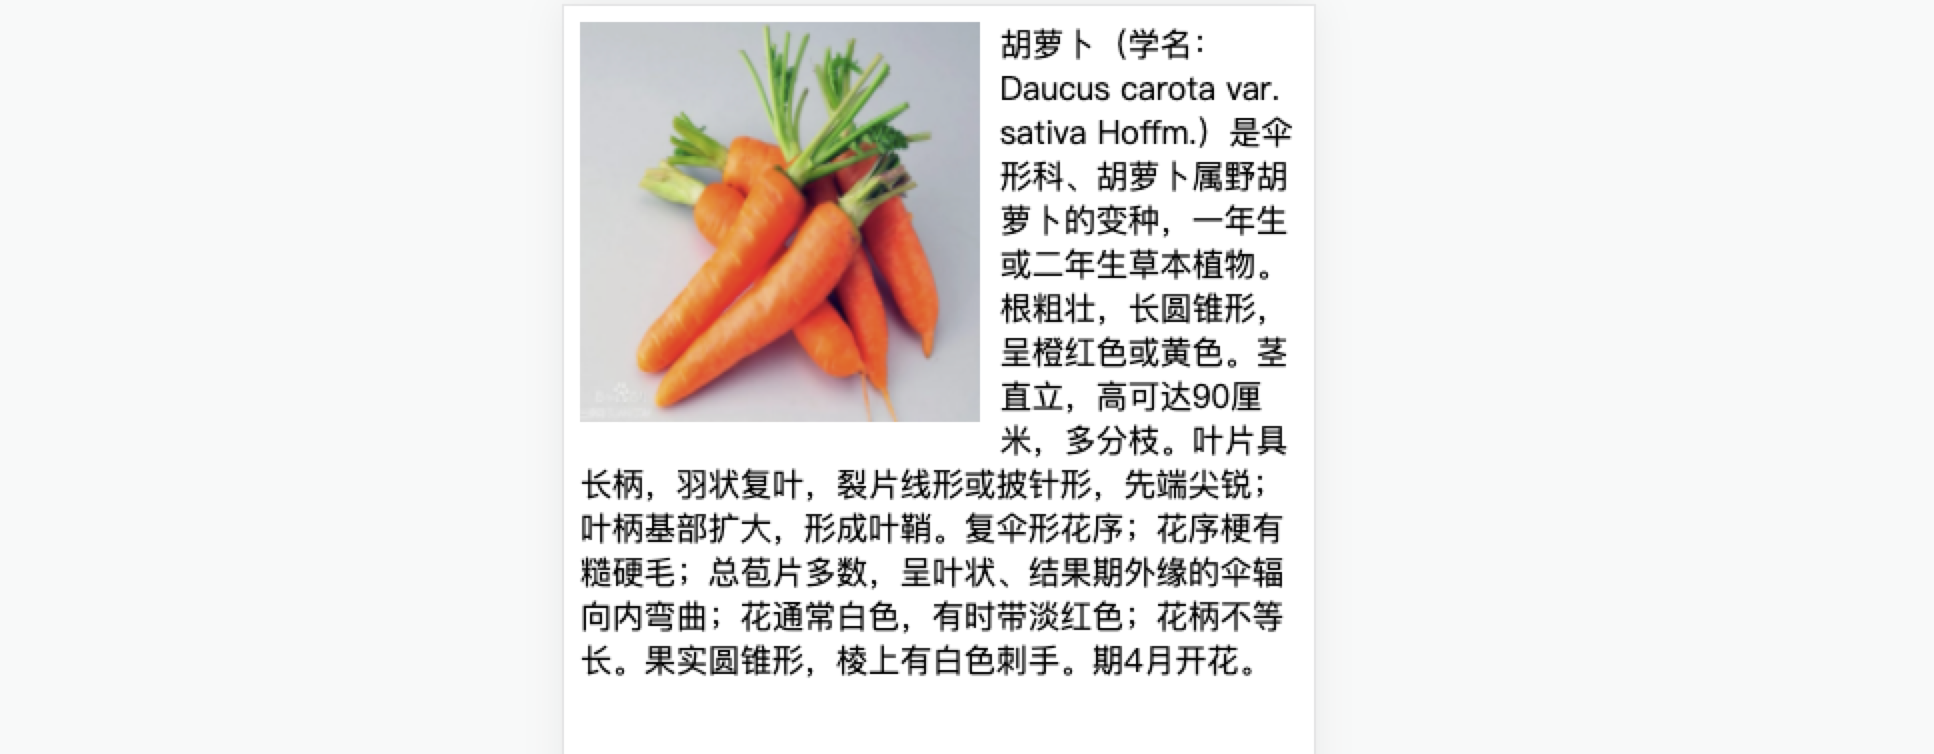 胡萝卜（学名：
Daucus carota var.
sativa Hoffm.）是伞
形科、胡萝卜属野胡
萝卜的变种，一年生
或二年生草本植物。
根粗壮，长圆锥形，
呈橙红色或黄色。茎
直立，高可达90厘
米，多分枝。叶片具
长柄，羽状复叶，裂片线形或披针形，先端尖锐；
叶柄基部扩大，形成叶鞘。复伞形花序；花序梗有
糙硬毛；总苞片多数，呈叶状、结果期外缘的伞辐
向内弯曲；花通常白色，有时带淡红色；花柄不等
长。果实圆锥形，棱上有白色刺手。期4月开花。